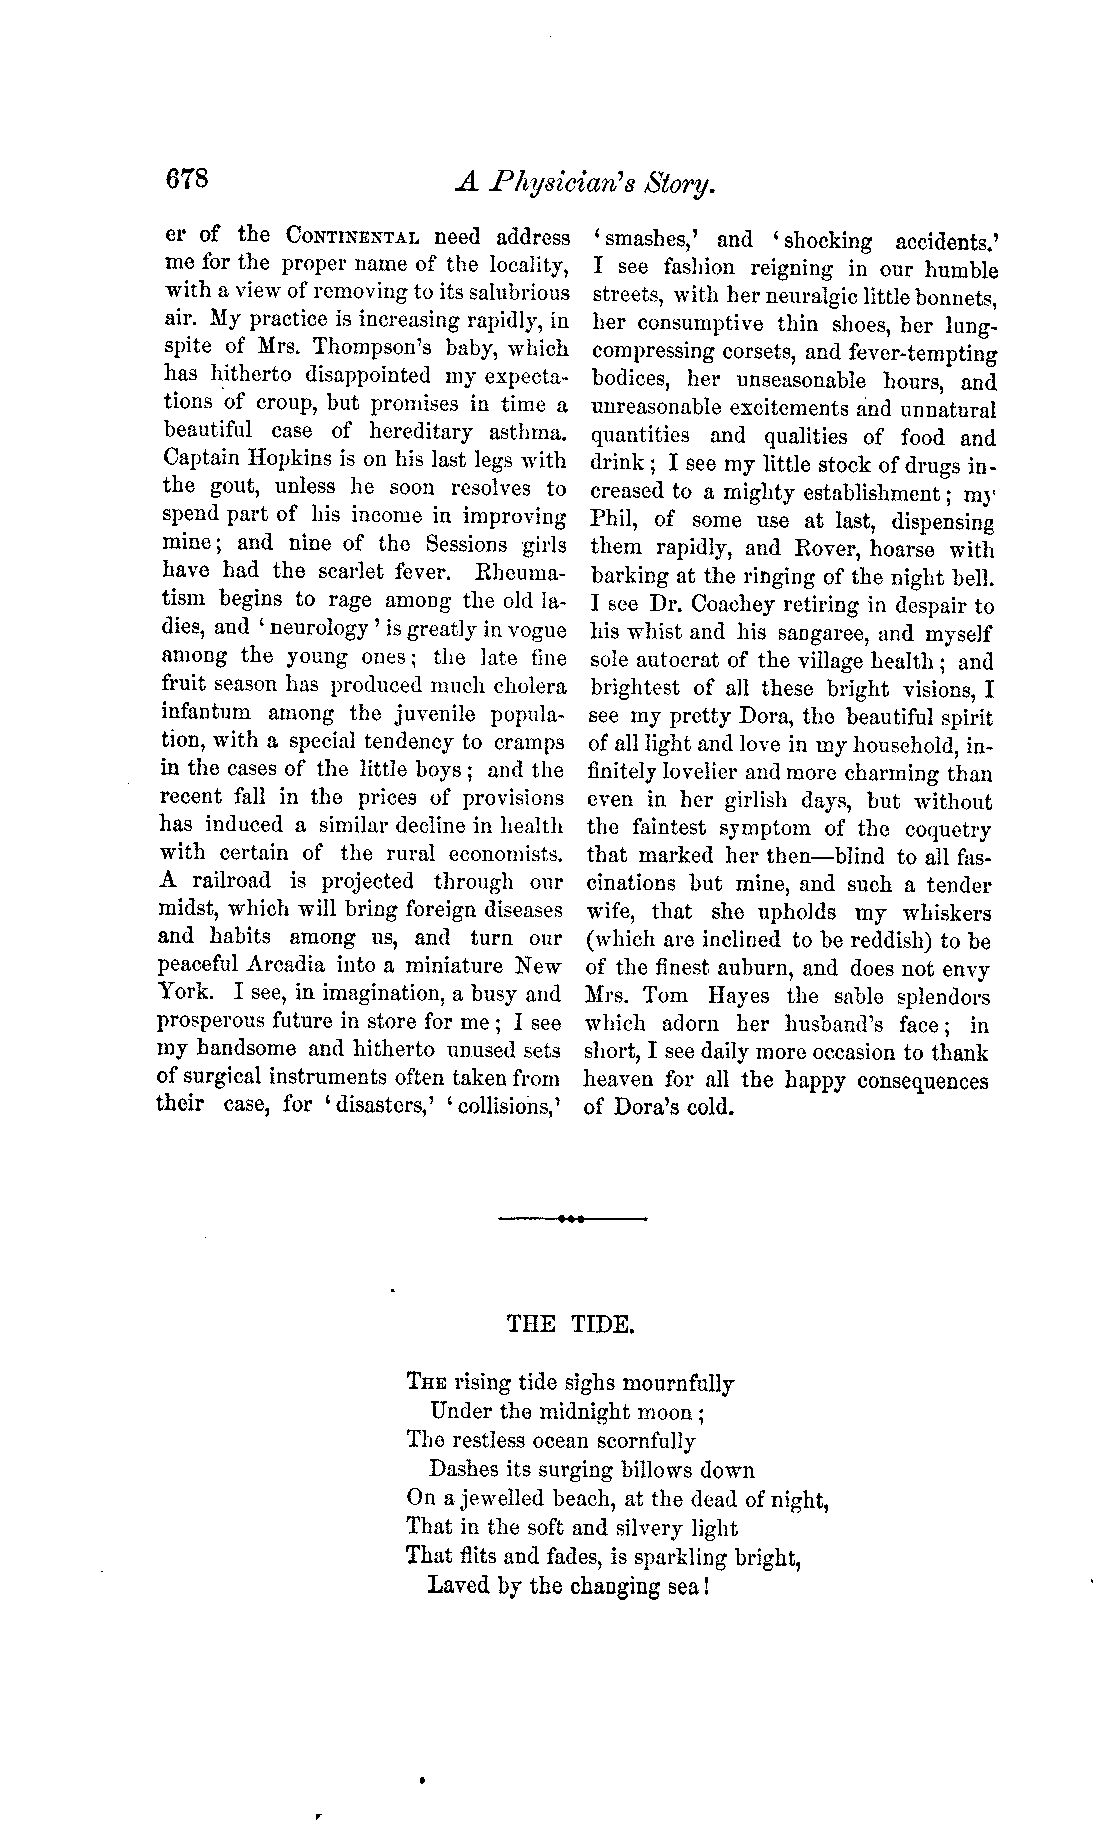 678
A Physician's Story.
er of the CONTINENTAL need address
me for the proper name of the locality,
with a view of removing to its salubrious
air. My practice is increasing rapidly, in
spite of Mrs. Thompson's baby, which
has hitherto disappointed my expecta-
tions of croup, but promises in time a
beautiful case of hereditary asthma.
Captain Hopkins is on his last legs with
the gout, unless he soon resolves to
spend part of his income in improving
mine; and nine of the Sessions girls
have had the scarlet fever. Rheuma-
tism begins to rage among the old la-
dies, and 'neurology' is greatly in vogue
among the young ones; the late fine
fruit season has produced much cholera
infantum among the juvenile popula-
tion, with a special tendency to cramps
in the cases of the little boys; and the
recent fall in the prices of provisions
has induced a similar decline in health
with certain of the rural economists.
A railroad is projected through our
midst, which will bring foreign diseases
and habits among us, and turn our
peaceful Arcadia into a miniature New
York. I see, in imagination, a busy and
prosperous future in store for me; I see
my handsome and hitherto unused sets
of surgical instruments often taken from
their case, for 'disasters,' 'collisions,'
'smashes,' and 'shocking accidents.'
I see fashion reigning in our humble
streets, with her neuralgic little bonnets,
her consumptive thin shoes, her lung-
compressing corsets, and fever-tempting
bodices, her unseasonable hours, and
unreasonable excitements and unnatural
quantities and qualities of food and
drink; I see my little stock of drugs in-
creased to a mighty establishment; my
Phil, of some use at last, dispensing
them rapidly, and Rover, hoarse with
barking at the ringing of the night bell.
I see Dr. Coachey retiring in despair to
his whist and his sangaree, and myself
sole autocrat of the village health; and
brightest of all these bright visions, I
see my pretty Dora, the beautiful spirit
of all light and love in my household, in-
finitely lovelier and more charming than
even in her girlish days, but without
the faintest symptom of the coquetry
that marked her then—blind to all fas-
cinations but mine, and such a tender
wife, that she upholds my whiskers
(which are inclined to be reddish) to be
of the finest auburn, and does not envy
Mrs. Tom Hayes the sable splendors
which adorn her husband's face; in
short, I see daily more occasion to thank
heaven for all the happy consequences
of Dora's cold.
THE TIDE.
THE rising tide sighs mournfully
Under the midnight moon;
The restless ocean scornfully
Dashes its surging billows down
On a jewelled beach, at the dead of night,
That in the soft and silvery light
That flits and fades, is sparkling bright,
Laved by the changing sea!